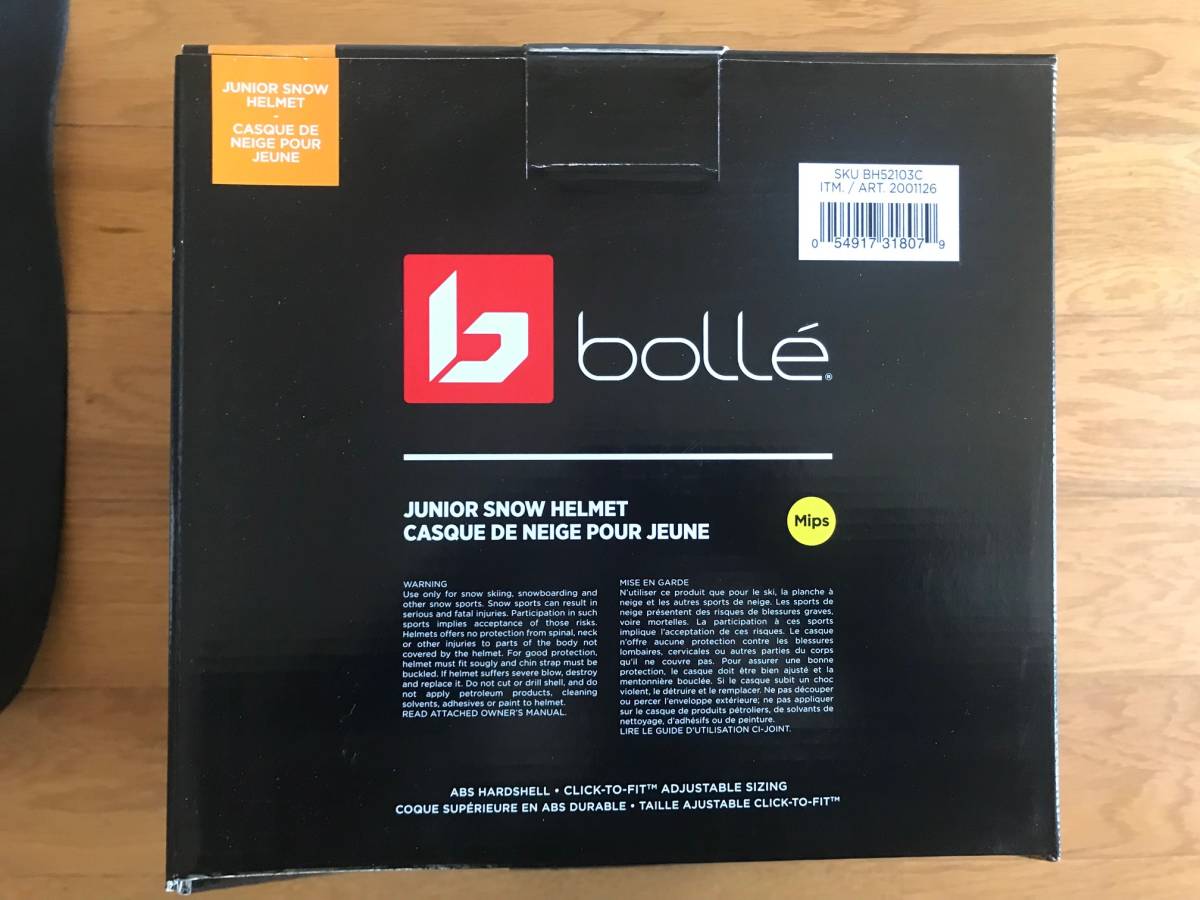 JUNIOR SNOW
HELMET
-
CASQUE DE
NEIGE POUR
JEUNE
SKU BH52103C
ITM. / ART. 2001126
0 54917 31807 9
bollé®
JUNIOR SNOW HELMET
CASQUE DE NEIGE POUR JEUNE
Mips
WARNING
Use only for snow skiing, snowboarding and
other snow sports. Snow sports can result in
serious and fatal injuries. Participation in such
sports implies acceptance of those risks.
Helmets offers no protection from spinal, neck
or other injuries to parts of the body not
covered by the helmet. For good protection,
helmet must fit sougly and chin strap must be
buckled. If helmet suffers severe blow, destroy
and replace it. Do not cut or drill shell, and do
not apply petroleum products, cleaning
solvents, adhesives or paint to helmet.
READ ATTACHED OWNER'S MANUAL.
MISE EN GARDE
N'utiliser ce produit que pour le ski, la planche à
neige et les autres sports de neige. Les sports de
neige présentent des risques de blessures graves,
voire mortelles. La participation à ces sports
implique l'acceptation de ces risques. Le casque
n'offre aucune protection contre les blessures
lombaires, cervicales ou autres parties du corps
qu'il ne couvre pas. Pour assurer une bonne
protection, le casque doit être bien ajusté et la
mentonnière bouclée. Si le casque subit un choc
violent, le détruire et le remplacer. Ne pas découper
ou percer l'enveloppe extérieure; ne pas appliquer
sur le casque de produits pétroliers, de solvants de
nettoyage, d'adhésifs ou de peinture.
LIRE LE GUIDE D'UTILISATION CI-JOINT.
ABS HARDSHELL • CLICK-TO-FIT™ ADJUSTABLE SIZING
COQUE SUPÉRIEURE EN ABS DURABLE • TAILLE AJUSTABLE CLICK-TO-FIT™